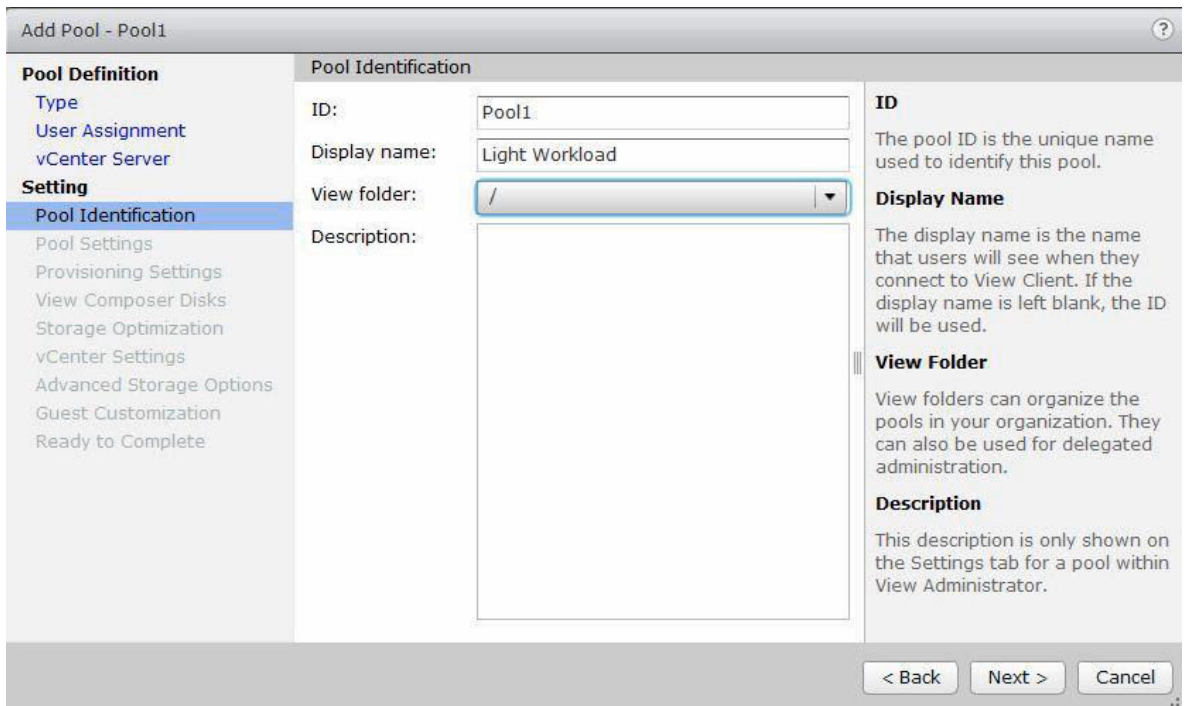 Add Pool - Pool1
?
Pool Definition
Type
User Assignment
vCenter Server
Setting
Pool Identification
Pool Settings
Provisioning Settings
View Composer Disks
Storage Optimization
vCenter Settings
Advanced Storage Options
Guest Customization
Ready to Complete
Pool Identification
ID:
Pool1
Display name:
Light Workload
View folder:
/
Description:
ID
The pool ID is the unique name
used to identify this pool.
Display Name
The display name is the name
that users will see when they
connect to View Client. If the
display name is left blank, the ID
will be used.
View Folder
View folders can organize the
pools in your organization. They
can also be used for delegated
administration.
Description
This description is only shown on
the Settings tab for a pool within
View Administrator.
< Back
Next >
Cancel